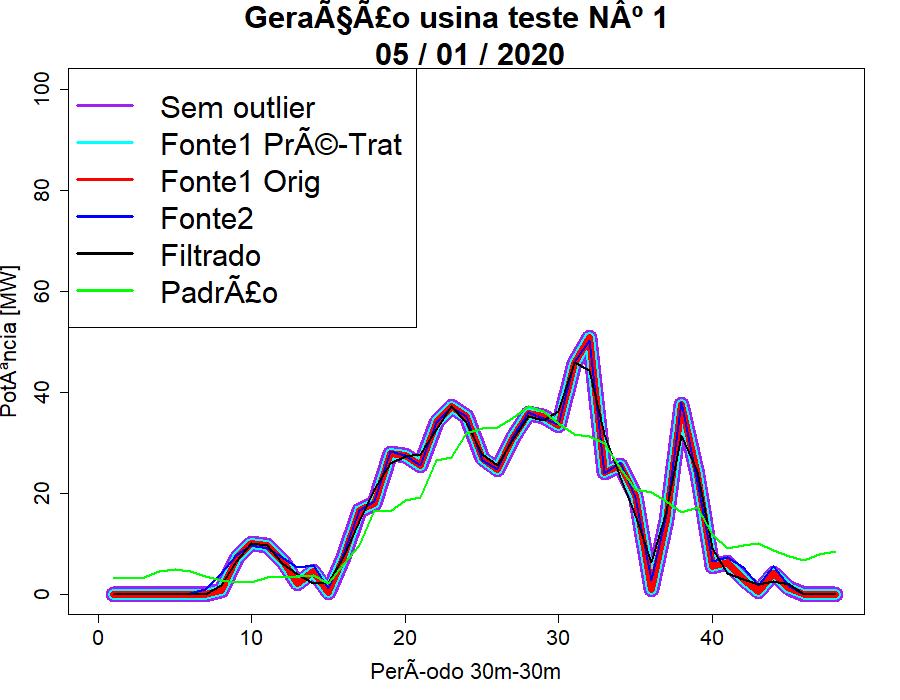 GeraÃ§Ã£o usina teste NÂº 1
05 / 01 / 2020
Sem outlier
Fonte1 PrÃ©-Trat
Fonte1 Orig
Fonte2
Filtrado
PadrÃ£o
PotÃªncia [MW]
100
80
60
40
20
0
0 10 20 30 40
PerÃ­odo 30m-30m